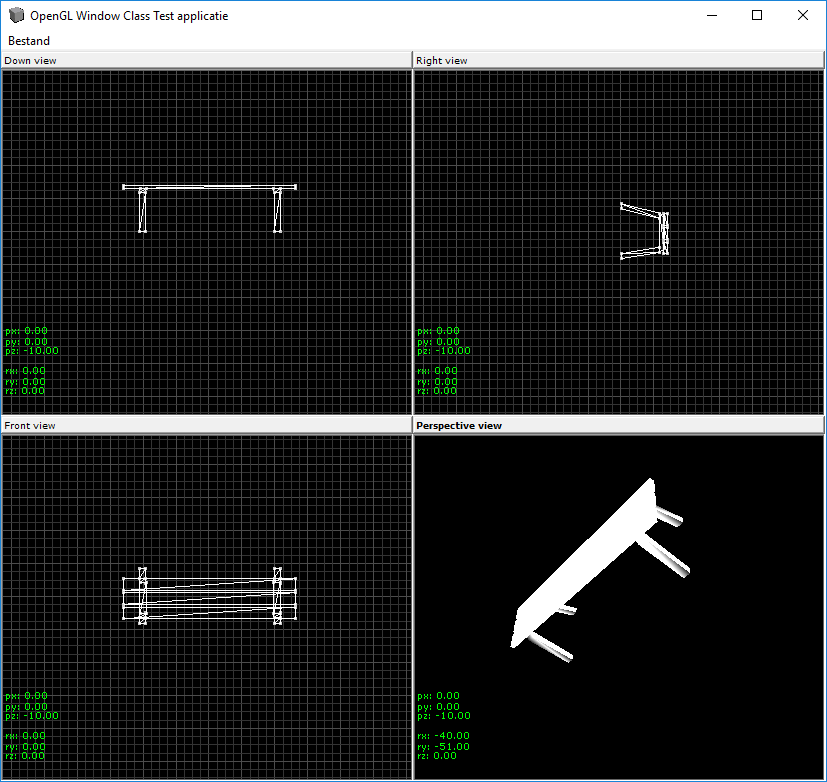 OpenGL Window Class Test applicatie
Bestand
Down view
px: 0.00
py: 0.00
pz: -10.00
rx: 0.00
ry: 0.00
rz: 0.00
Right view
px: 0.00
py: 0.00
pz: -10.00
rx: 0.00
ry: 0.00
rz: 0.00
Front view
px: 0.00
py: 0.00
pz: -10.00
rx: 0.00
ry: 0.00
rz: 0.00
Perspective view
px: 0.00
py: 0.00
pz: -10.00
rx: -40.00
ry: -51.00
rz: 0.00